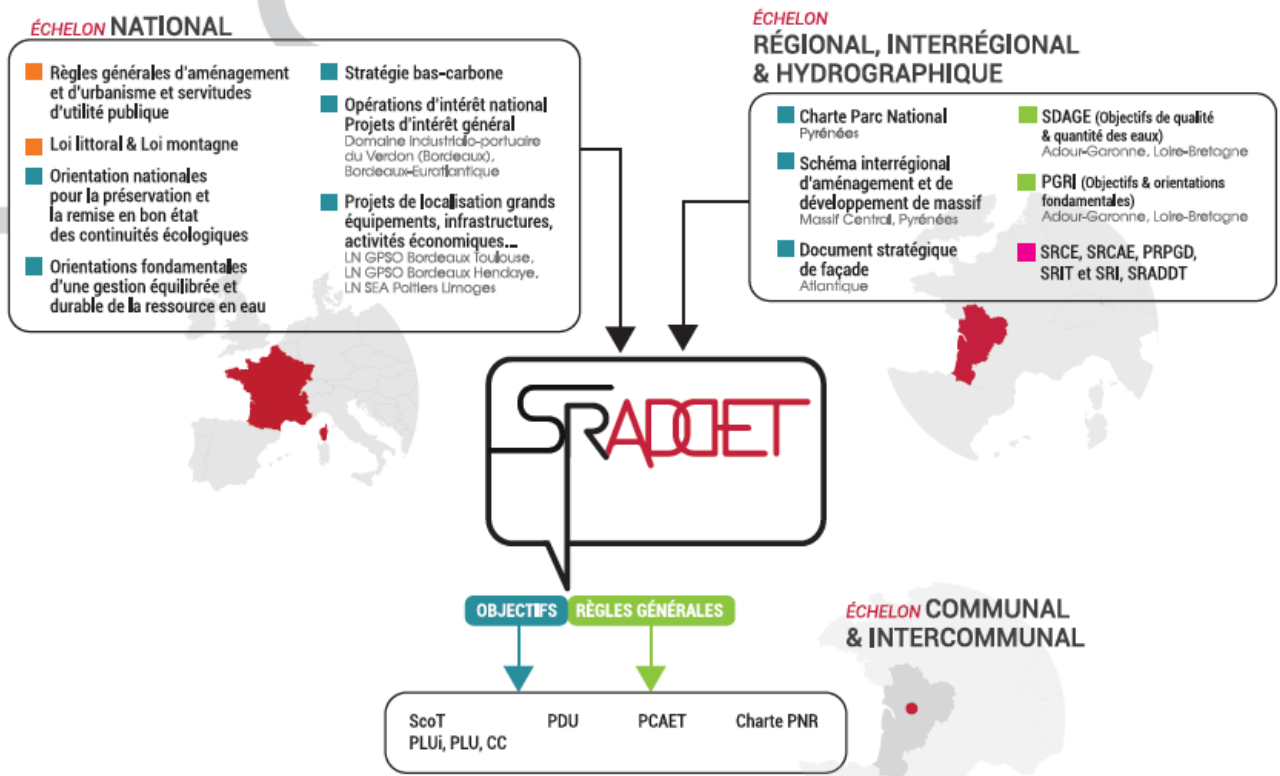 ÉCHELON NATIONAL
Règles générales d'aménagement
et d'urbanisme et servitudes
d'utilité publique
Loi littoral & Loi montagne
Orientation nationales
pour la préservation et
la remise en bon état
des continuités écologiques
Orientations fondamentales
d'une gestion équilibrée et
durable de la ressource en eau
Stratégie bas-carbone
Opérations d'intérêt national
Projets d'intérêt général
Domaine industrialo-portuaire
du Verdon (Bordeaux),
Bordeaux-Euratlantique
Projets de localisation grands
équipements, infrastructures,
activités économiques...
LN GPSO Bordeaux Toulouse,
LN GPSO Bordeaux Hendaye,
LN SEA Poitiers Limoges
ÉCHELON
RÉGIONAL, INTERRÉGIONAL
& HYDROGRAPHIQUE
Charte Parc National
Pyrénées
Schéma interrégional
d'aménagement et de
développement de massif
Massif Central, Pyrénées
Document stratégique
de façade
Atlantique
SDAGE (Objectifs de qualité
& quantité des eaux)
Adour-Garonne, Loire-Bretagne
PGRI (Objectifs & orientations
fondamentales)
Adour-Garonne, Loire-Bretagne
SRCE, SRCAE, PRPGD,
SRIT et SRI, SRADDT
SRADDET
OBJECTIFS RÈGLES GÉNÉRALES
ÉCHELON COMMUNAL
& INTERCOMMUNAL
ScoT PDU PCAET Charte PNR
PLUi, PLU, CC